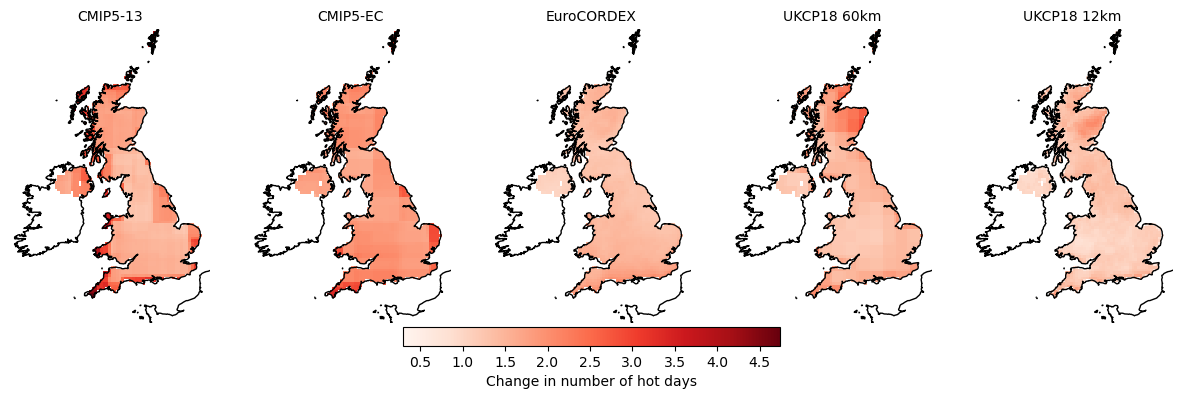 CMIP5-13 CMIP5-EC EuroCORDEX UKCP18 60km UKCP18 12km
0.5 1.0 1.5 2.0 2.5 3.0 3.5 4.0 4.5
Change in number of hot days